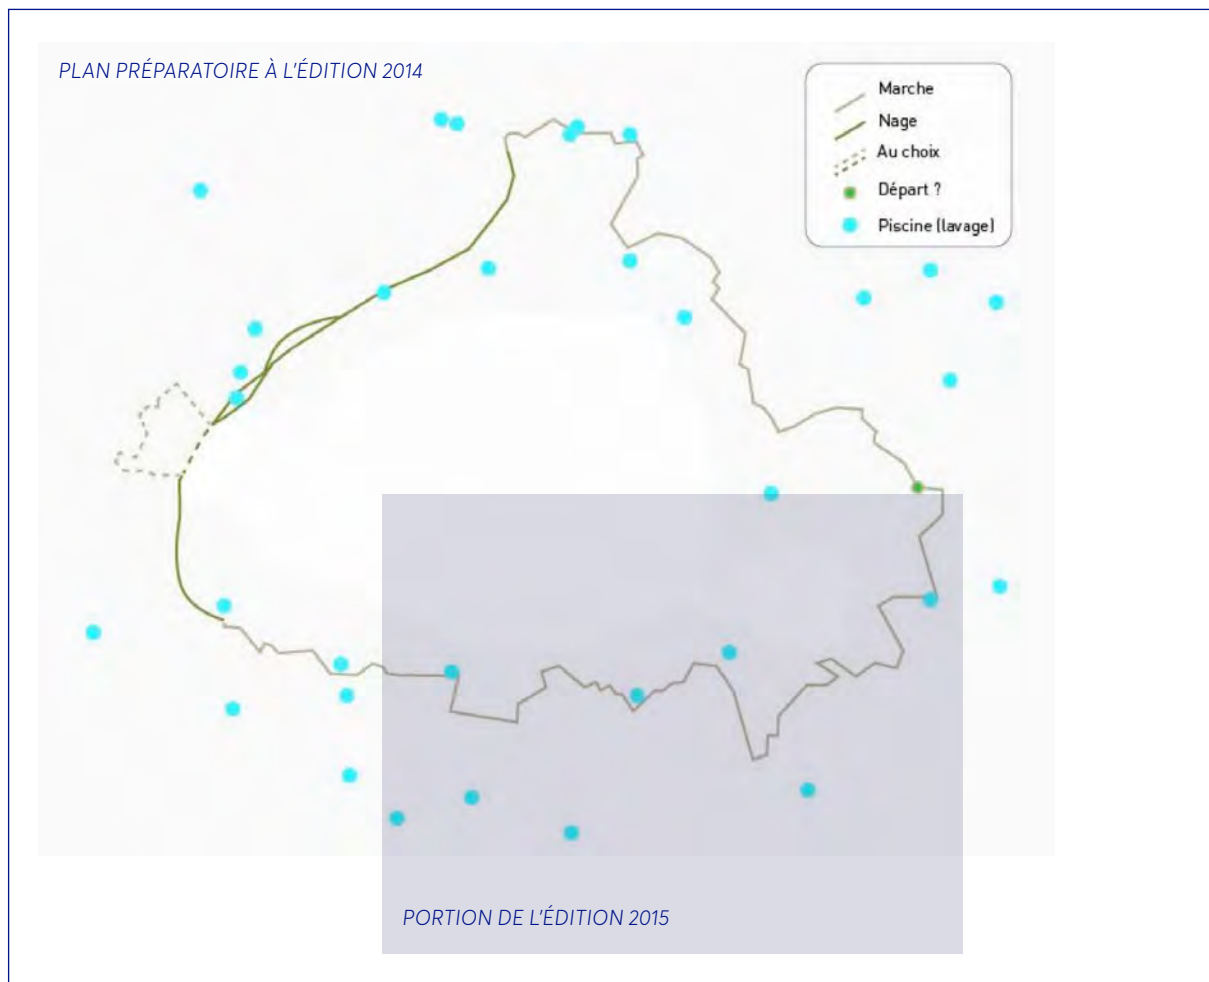 PLAN PRÉPARATOIRE À L'ÉDITION 2014
Marche
Nage
Au choix
Départ ?
Piscine (lavage)
PORTION DE L'ÉDITION 2015